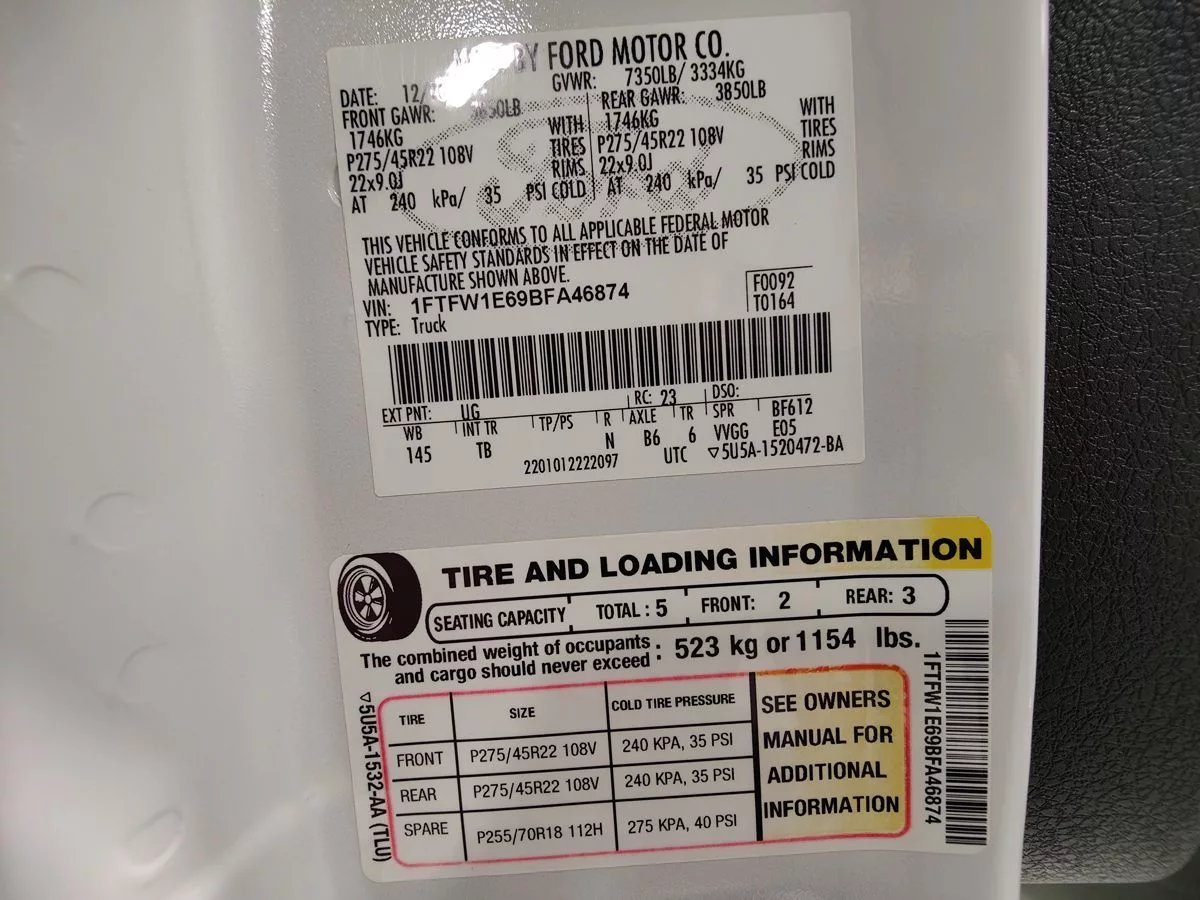 BY FORD MOTOR CO.
DATE: 12/ GVWR: 7350LB/ 3334KG
FRONT GAWR: 3850LB REAR GAWR: 3850LB
1746KG WITH 1746KG WITH
P275/45R22 108V TIRES P275/45R22 108V TIRES
22x9.0J RIMS 22x9.0J RIMS
AT 240 kPa/ 35 PSI COLD AT 240 kPa/ 35 PSI COLD
THIS VEHICLE CONFORMS TO ALL APPLICABLE FEDERAL MOTOR
VEHICLE SAFETY STANDARDS IN EFFECT ON THE DATE OF
MANUFACTURE SHOWN ABOVE.
VIN: 1FTFW1E69BFA46874 F0092
TYPE: Truck T0164
EXT PNT: UG RC: 23 DSO:
WB INT TR TP/PS R AXLE TR SPR BF612
145 TB N B6 6 VVGG E05
2201012222097 UTC ▽5U5A-1520472-BA
TIRE AND LOADING INFORMATION
SEATING CAPACITY TOTAL : 5 FRONT: 2 REAR: 3
The combined weight of occupants
and cargo should never exceed : 523 kg or 1154 lbs.
TIRE SIZE COLD TIRE PRESSURE
FRONT P275/45R22 108V 240 KPA, 35 PSI
REAR P275/45R22 108V 240 KPA, 35 PSI
SPARE P255/70R18 112H 275 KPA, 40 PSI
SEE OWNERS
MANUAL FOR
ADDITIONAL
INFORMATION
▽5U5A-1532-AA (TLU)
1FTFW1E69BFA46874